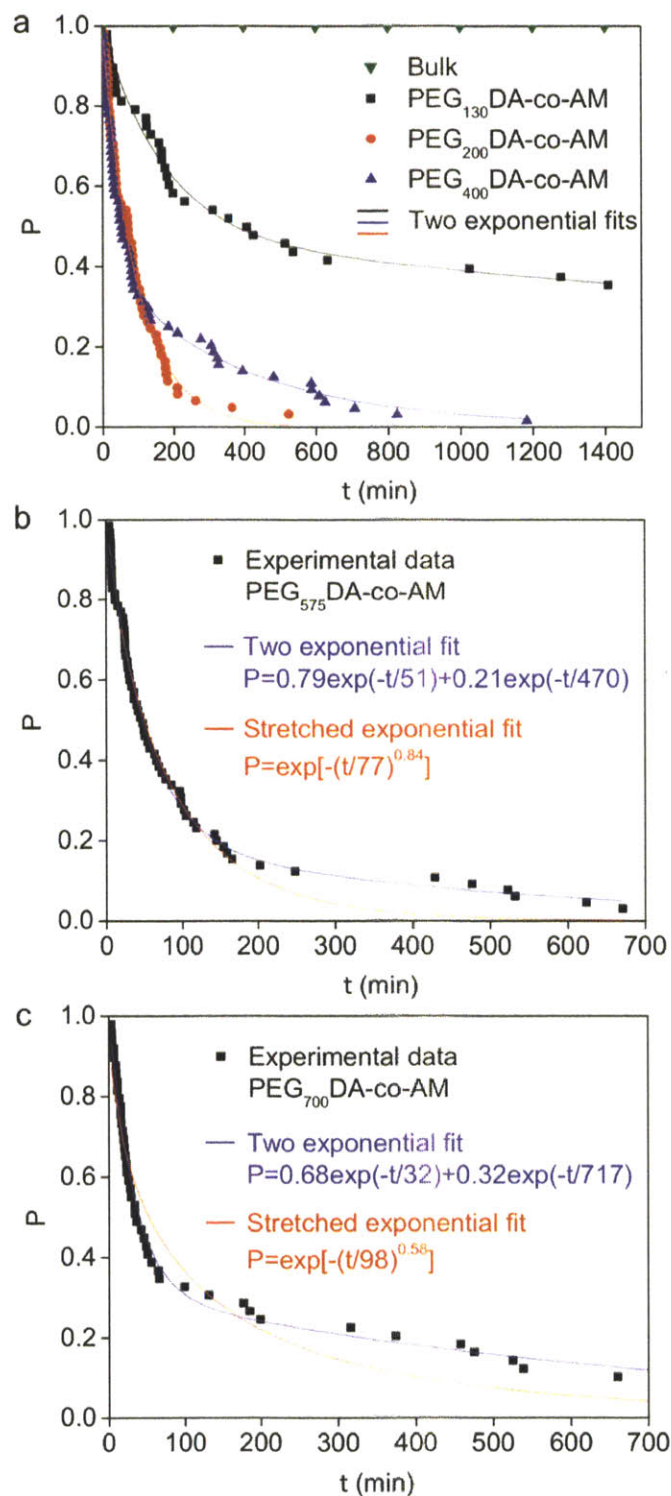 a
1.0
0.8
0.6
0.4
0.2
0.0
P
Bulk
PEG₁₃₀DA-co-AM
PEG₂₀₀DA-co-AM
PEG₄₀₀DA-co-AM
Two exponential fits
0 200 400 600 800 1000 1200 1400
t (min)
b
1.0
0.8
0.6
0.4
0.2
0.0
P
Experimental data
PEG₅₇₅DA-co-AM
Two exponential fit
P=0.79exp(-t/51)+0.21exp(-t/470)
Stretched exponential fit
P=exp[-(t/77)^0.84]
0 100 200 300 400 500 600 700
t (min)
c
1.0
0.8
0.6
0.4
0.2
0.0
P
Experimental data
PEG₇₀₀DA-co-AM
Two exponential fit
P=0.68exp(-t/32)+0.32exp(-t/717)
Stretched exponential fit
P=exp[-(t/98)^0.58]
0 100 200 300 400 500 600 700
t (min)